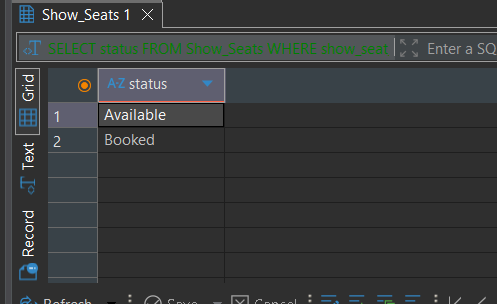 Show_Seats 1
SELECT status FROM Show_Seats WHERE show_seat
Enter a SQ
Grid
Text
Record
A-Z status
1 Available
2 Booked
Refresh Save Cancel